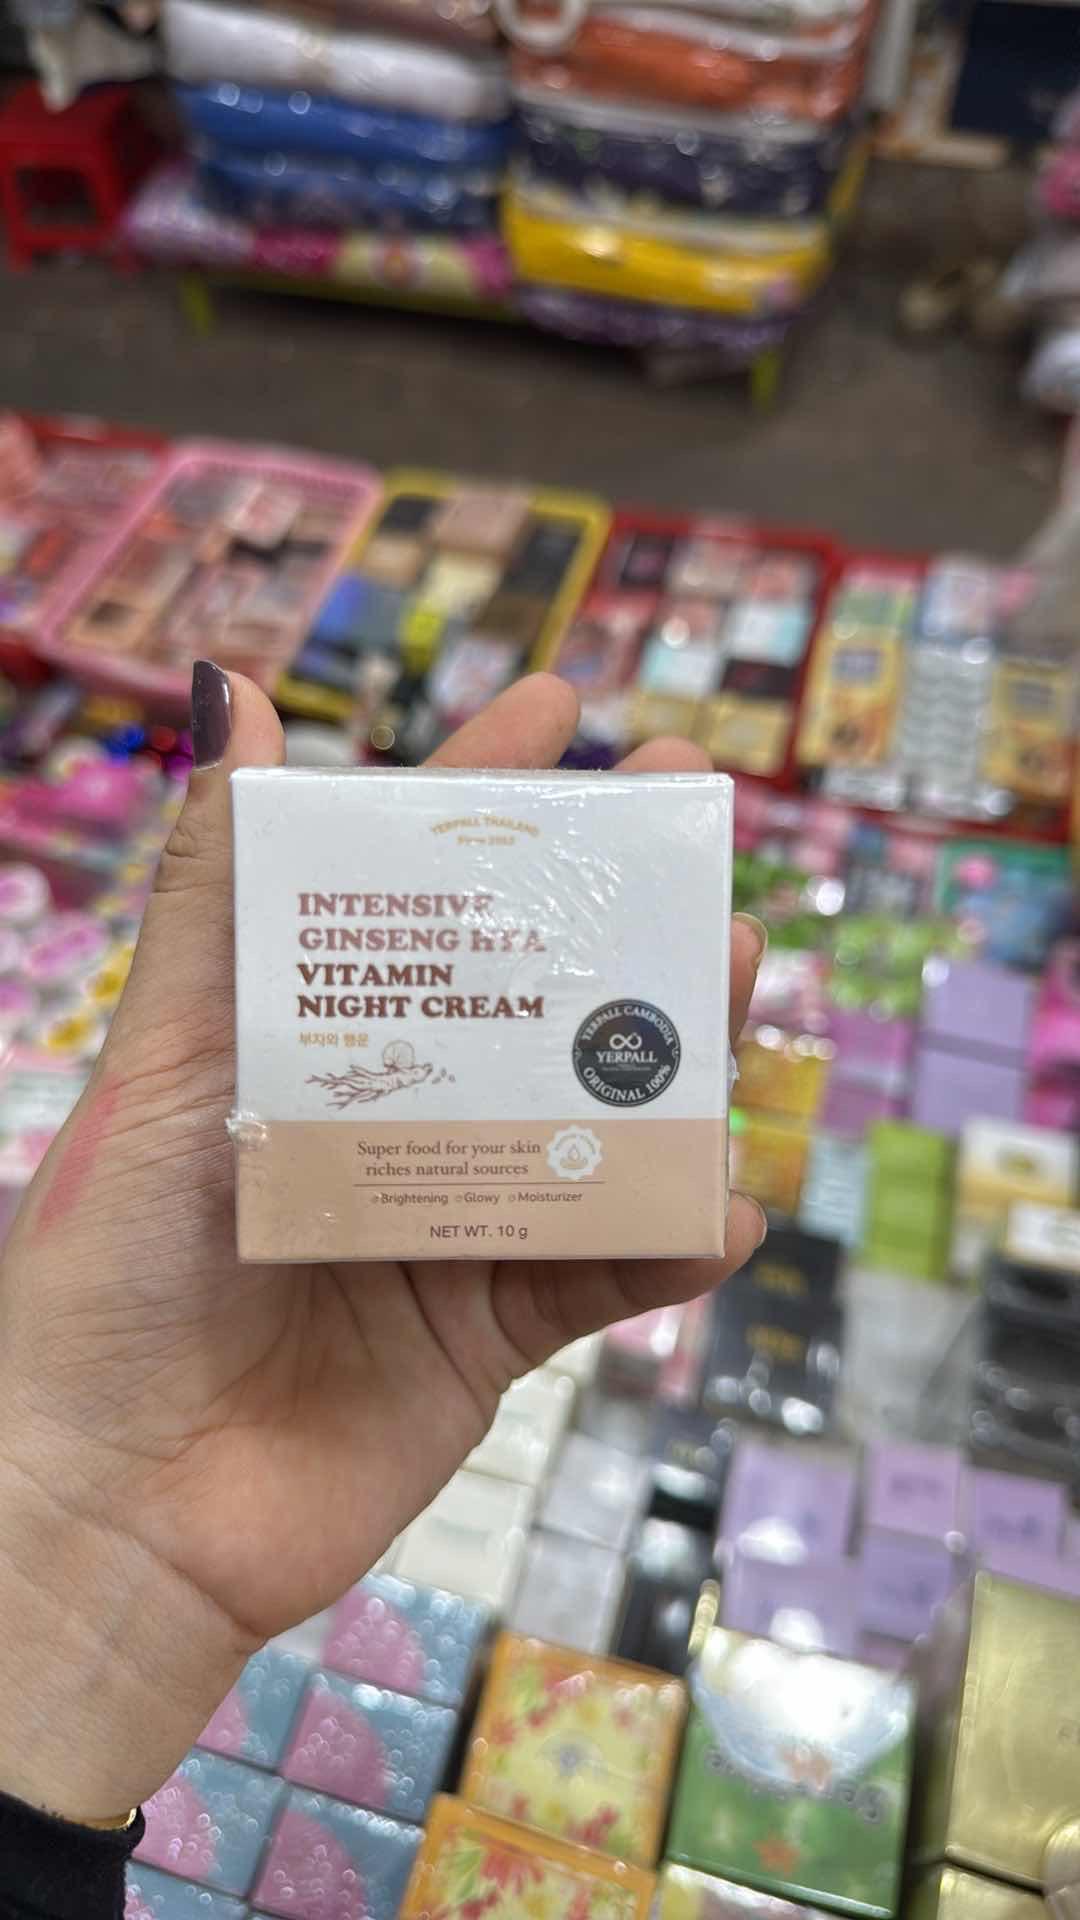 YERPALL THAILAND
INTENSIVE
GINSENG HYA
VITAMIN
NIGHT CREAM
부자와 행운
YERPALL CAMBODIA
YERPALL
ORIGINAL 100%
Super food for your skin
riches natural sources
Brightening Glowy Moisturizer
NET WT. 10 g